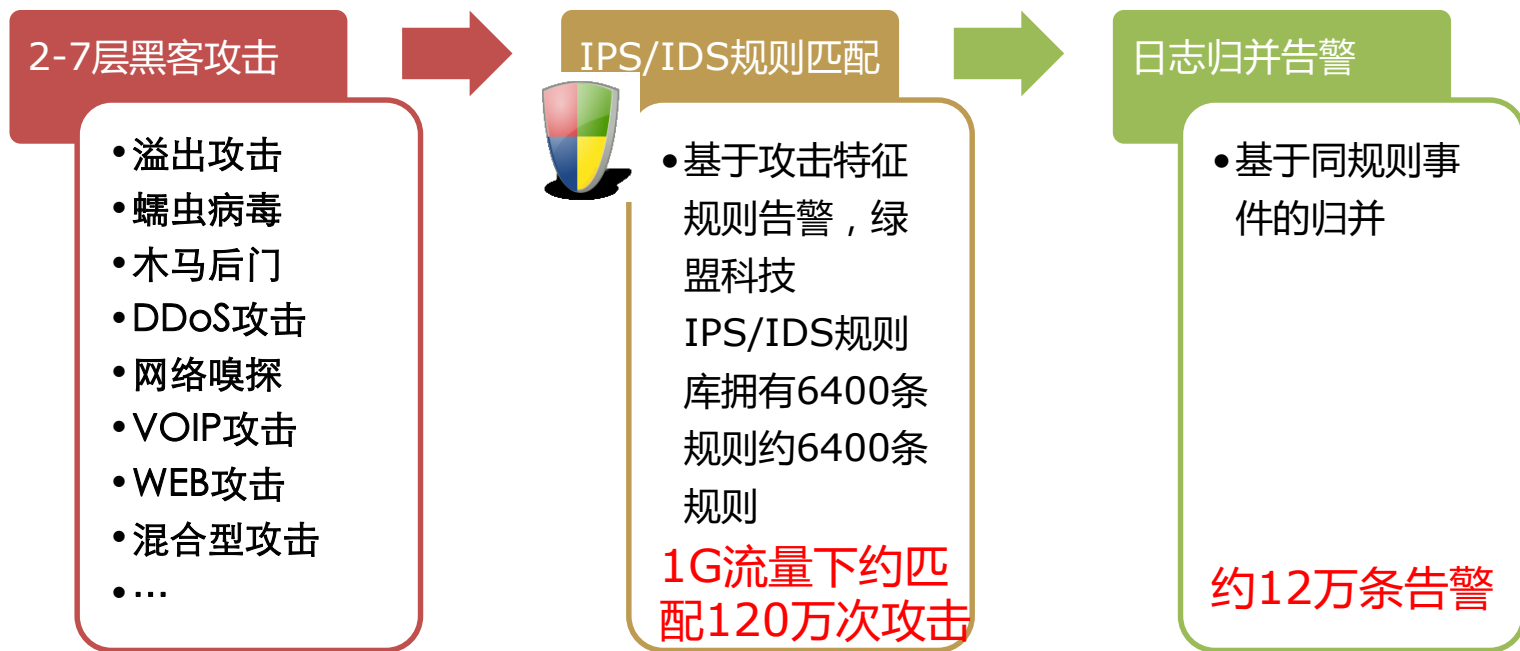 2-7层黑客攻击
•溢出攻击
•蠕虫病毒
•木马后门
•DDoS攻击
•网络嗅探
•VOIP攻击
•WEB攻击
•混合型攻击
•…
IPS/IDS规则匹配
•基于攻击特征
规则告警，绿
盟科技
IPS/IDS规则
库拥有6400条
规则约6400条
规则
1G流量下约匹
配120万次攻击
日志归并告警
•基于同规则事
件的归并
约12万条告警